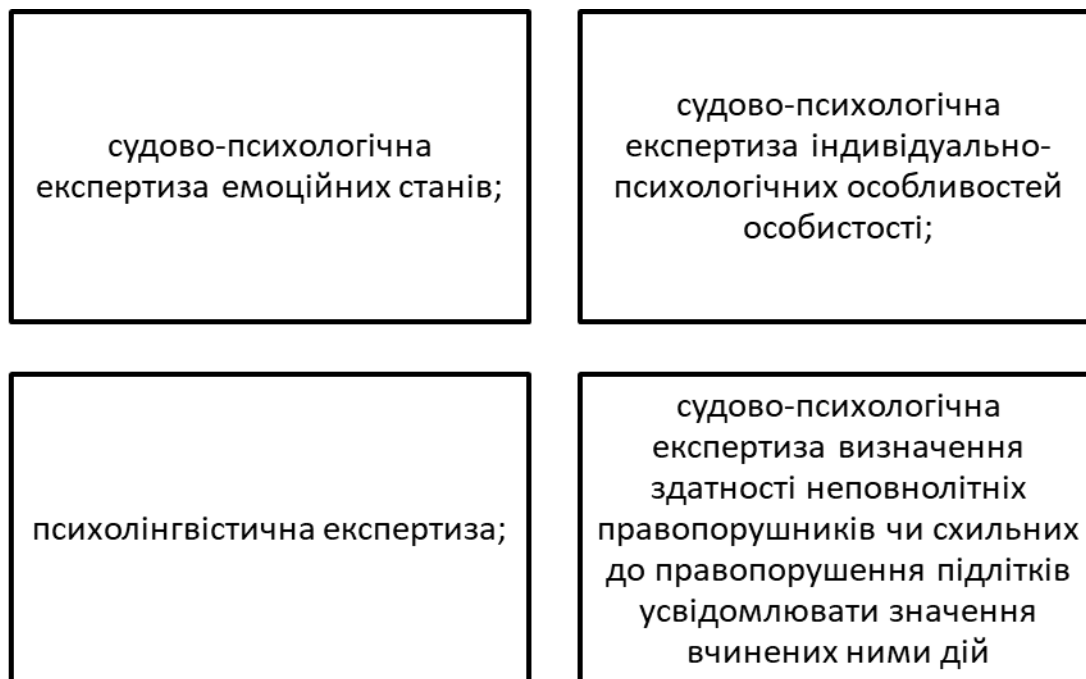 судово-психологічна
експертиза емоційних станів;
судово-психологічна
експертиза індивідуально-
психологічних особливостей
особистості;
психолінгвістична експертиза;
судово-психологічна
експертиза визначення
здатності неповнолітніх
правопорушників чи схильних
до правопорушення підлітків
усвідомлювати значення
вчинених ними дій